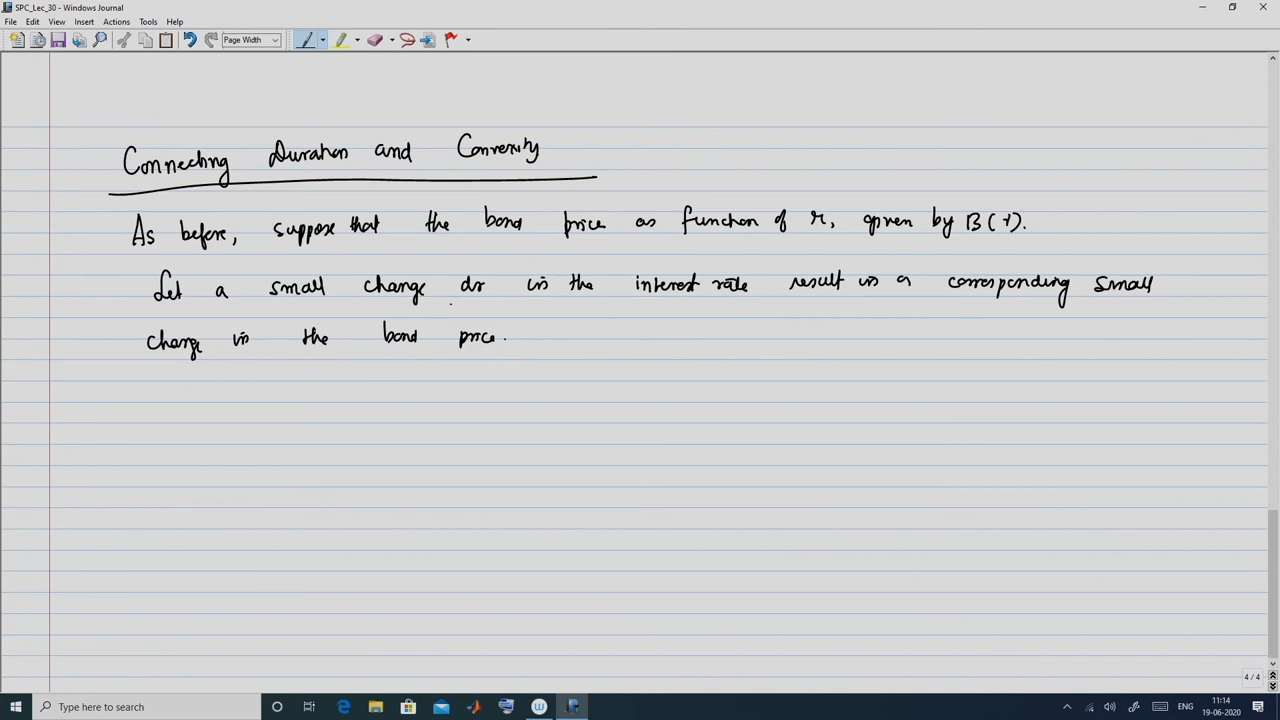 SPC_Lec_30 - Windows Journal
File Edit View Insert Actions Tools Help
Page Width
Connecting Duration and Convexity
As before, suppose that the bond price as function of r, given by B(r).
Let a small change dr in the interest rate result in a corresponding small
change in the bond price.
4/4
Type here to search
ENG
11:14
19-06-2020